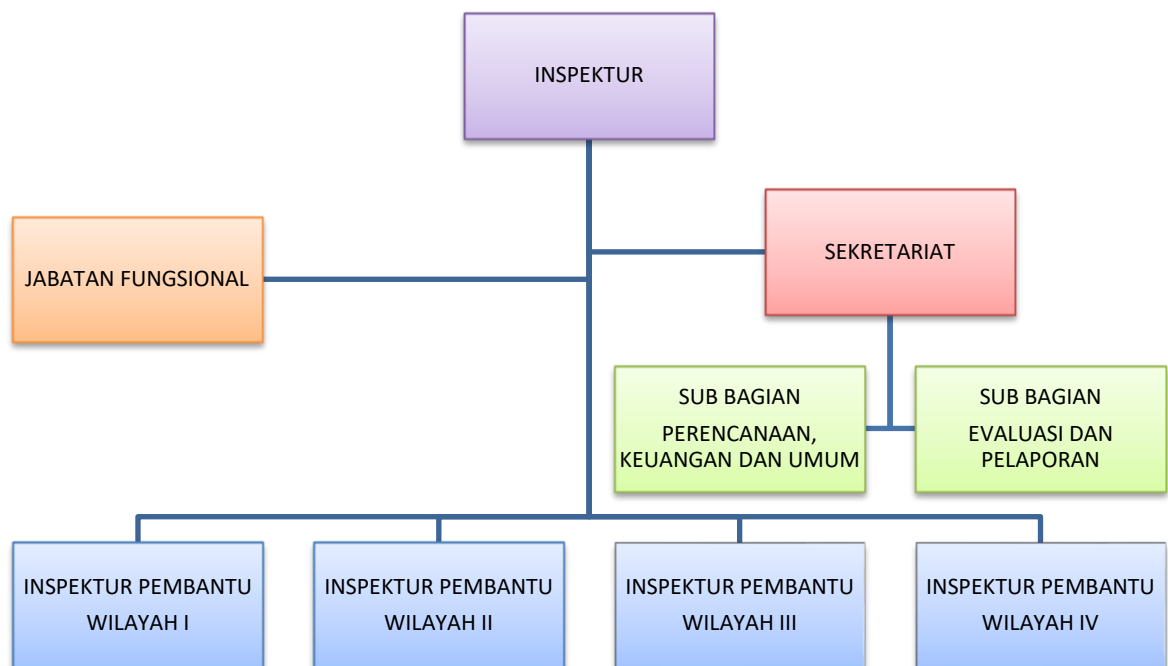 INSPEKTUR
JABATAN FUNGSIONAL
SEKRETARIAT
SUB BAGIAN
PERENCANAAN,
KEUANGAN DAN UMUM
SUB BAGIAN
EVALUASI DAN
PELAPORAN
INSPEKTUR PEMBANTU
WILAYAH I
INSPEKTUR PEMBANTU
WILAYAH II
INSPEKTUR PEMBANTU
WILAYAH III
INSPEKTUR PEMBANTU
WILAYAH IV